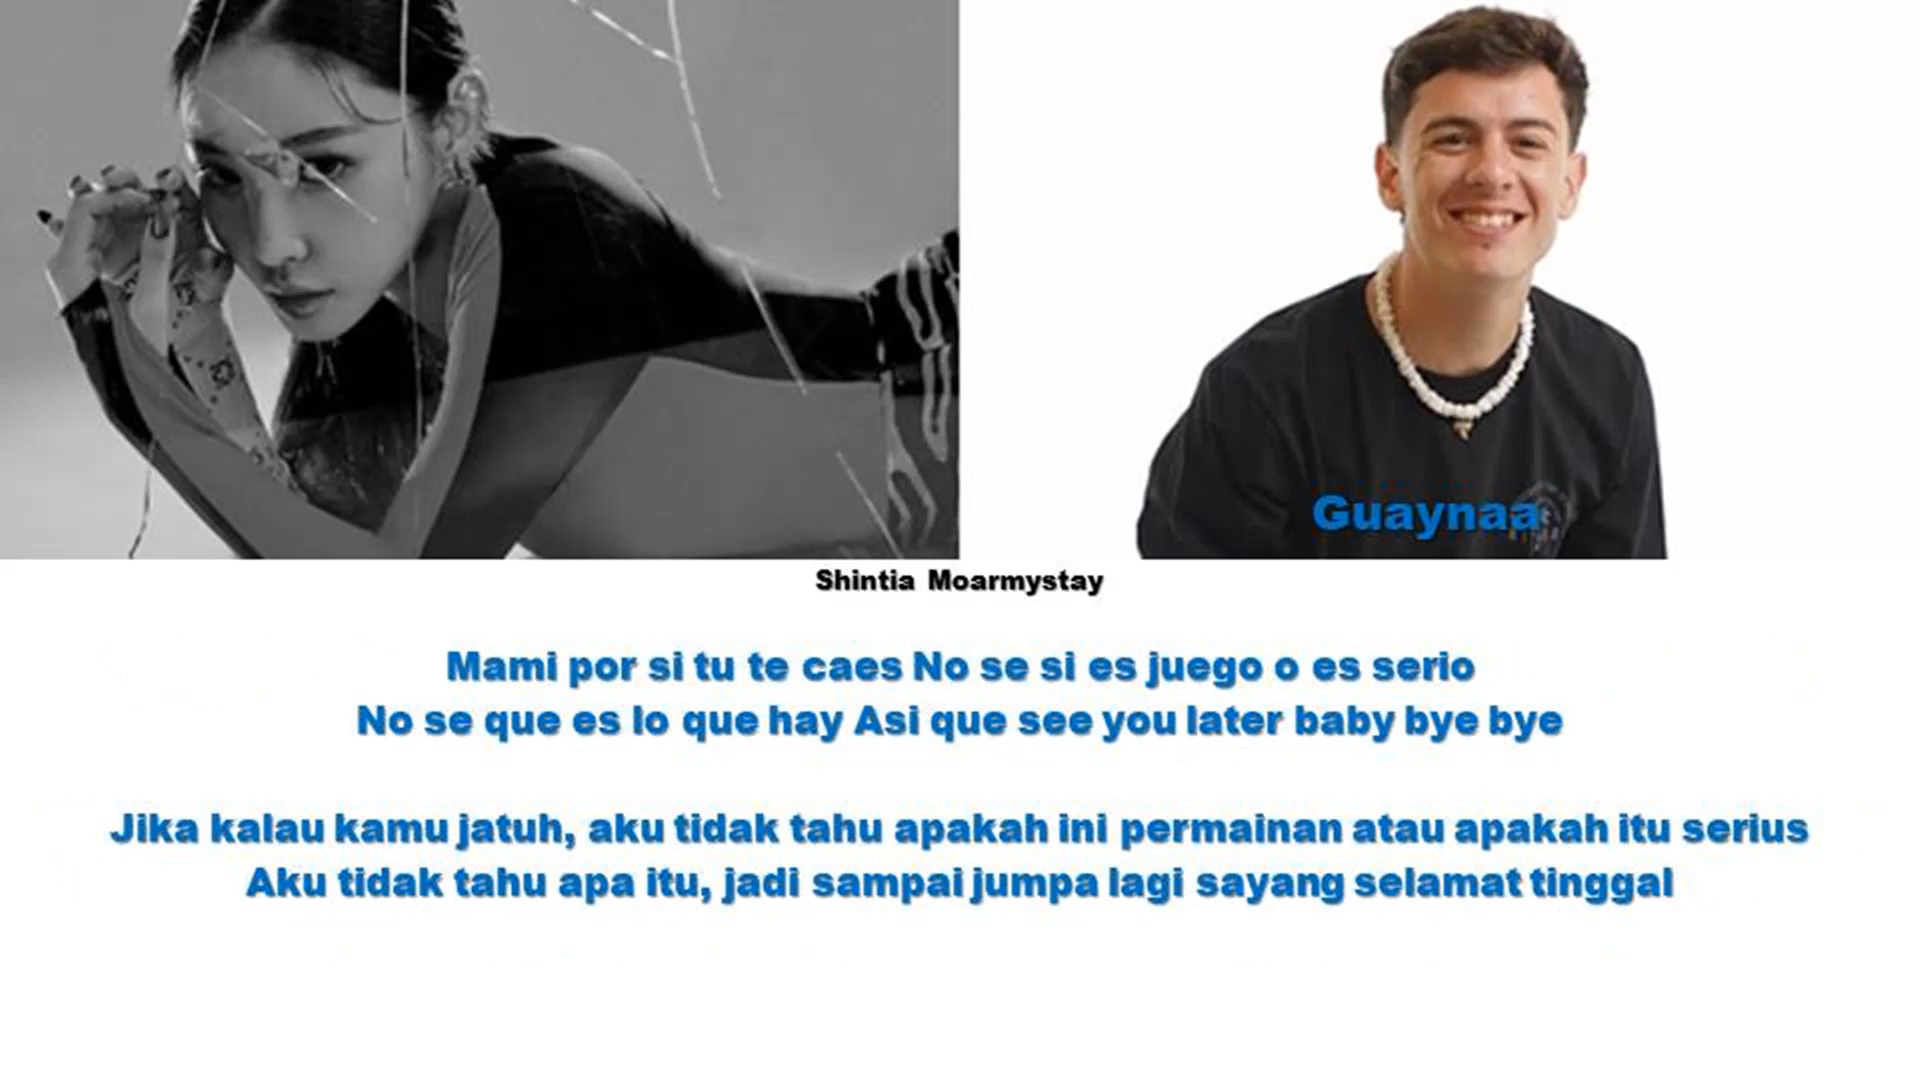 Guaynaa
Shintia Moarmystay
Mami por si tu te caes No se si es juego o es serio
No se que es lo que hay Asi que see you later baby bye bye
Jika kalau kamu jatuh, aku tidak tahu apakah ini permainan atau apakah itu serius
Aku tidak tahu apa itu, jadi sampai jumpa lagi sayang selamat tinggal